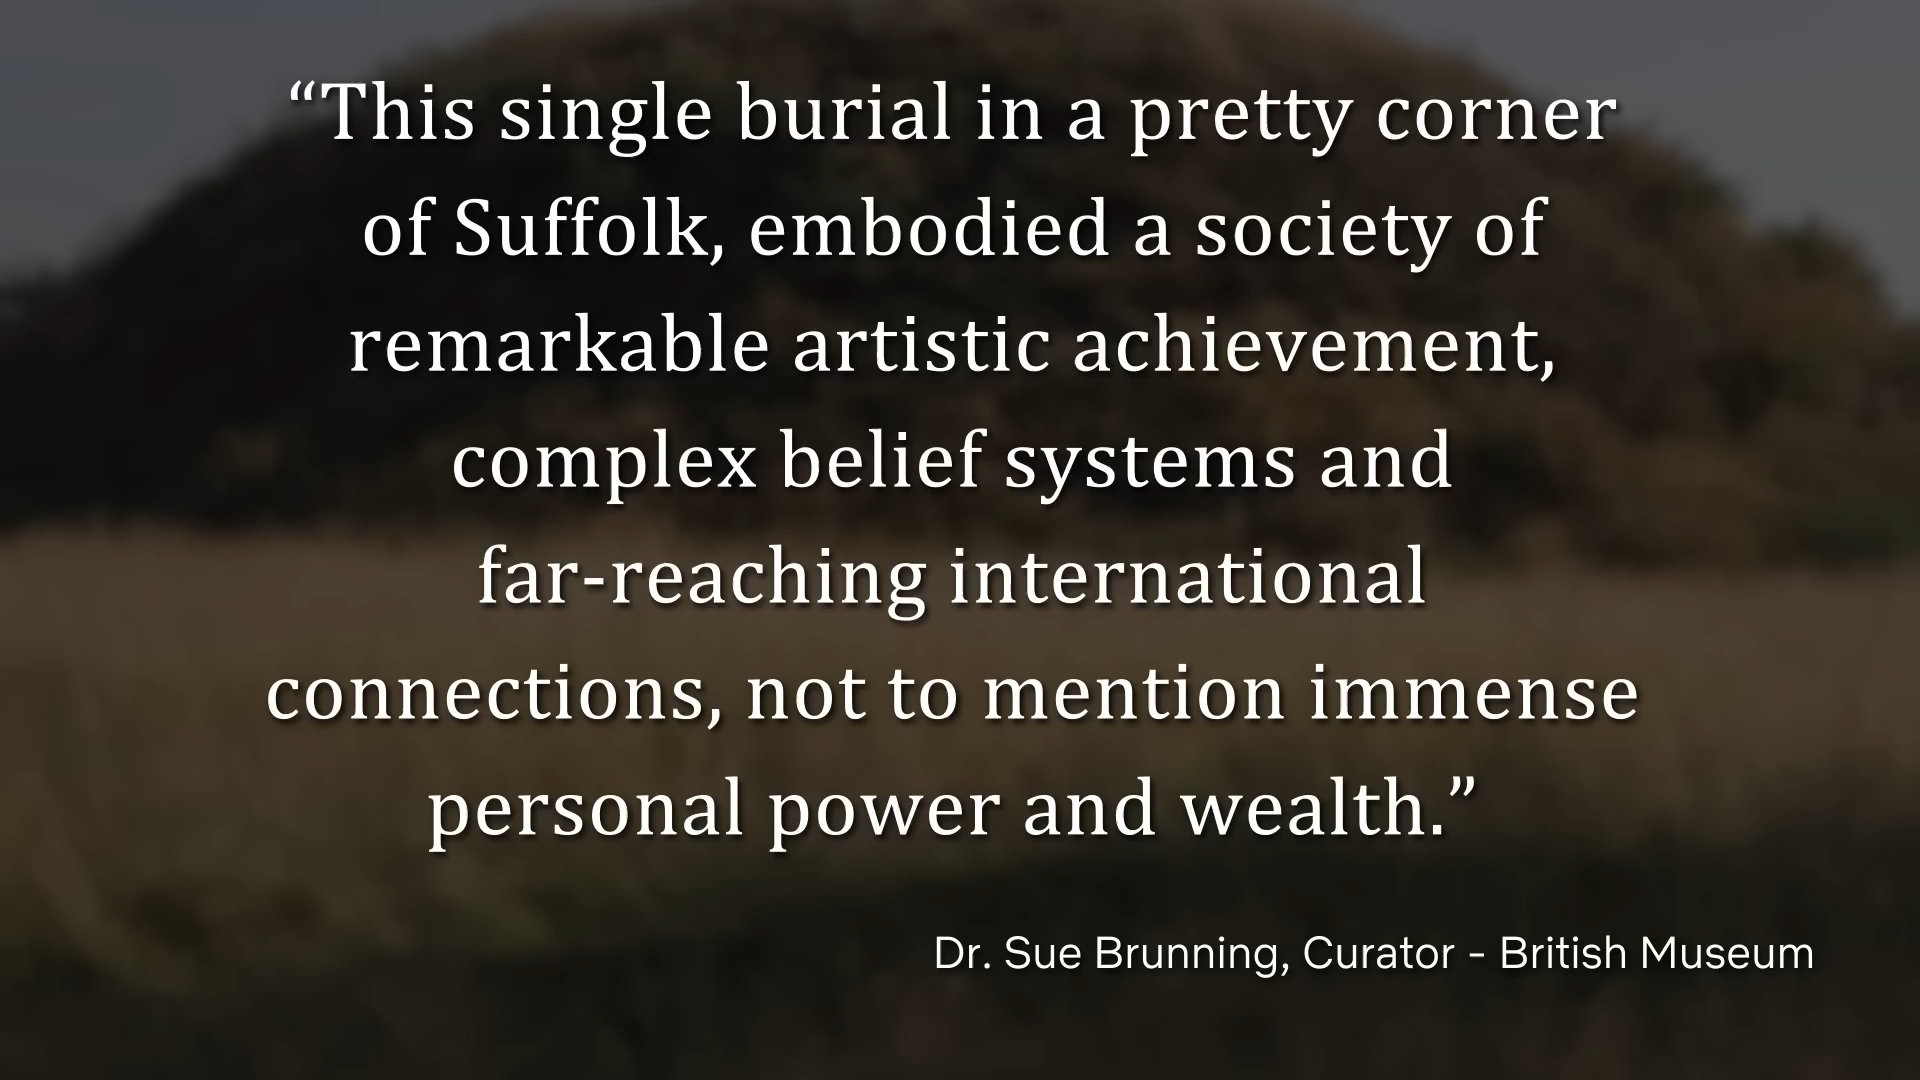 “This single burial in a pretty corner
of Suffolk, embodied a society of
remarkable artistic achievement,
complex belief systems and
far-reaching international
connections, not to mention immense
personal power and wealth.”
Dr. Sue Brunning, Curator - British Museum